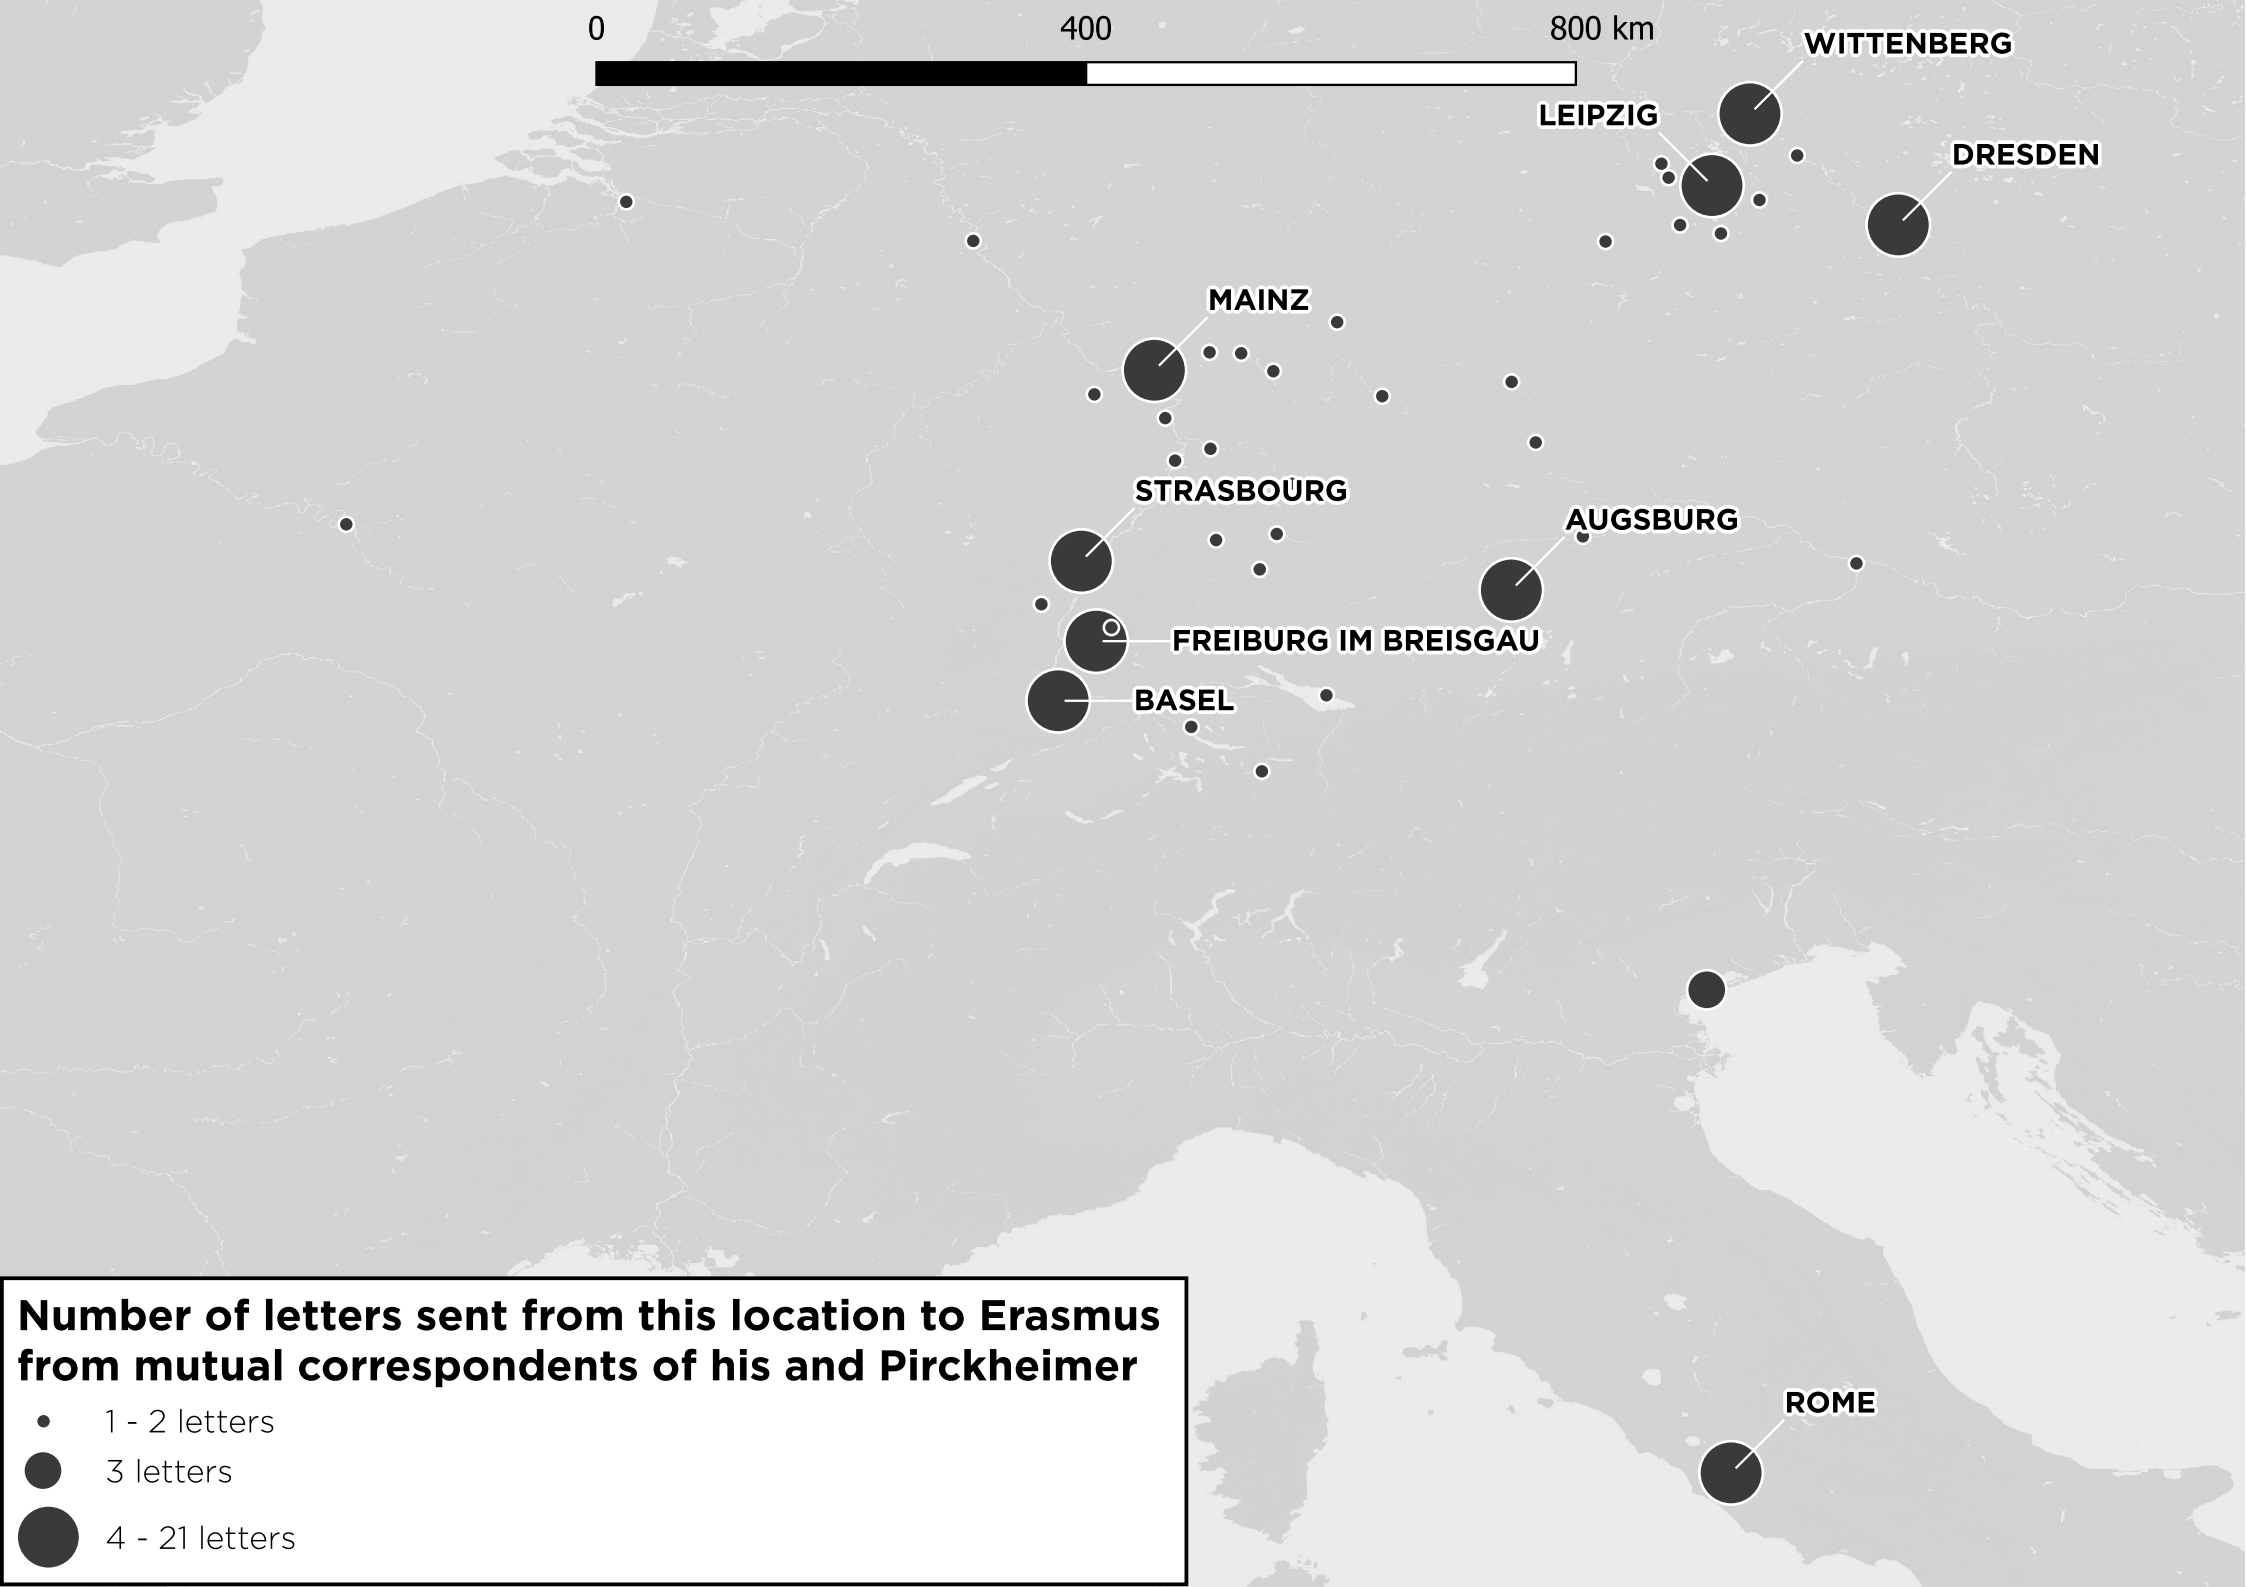 0 400 800 km
WITTENBERG
LEIPZIG
DRESDEN
MAINZ
STRASBOURG
AUGSBURG
FREIBURG IM BREISGAU
BASEL
ROME
Number of letters sent from this location to Erasmus
from mutual correspondents of his and Pirckheimer
1 - 2 letters
3 letters
4 - 21 letters